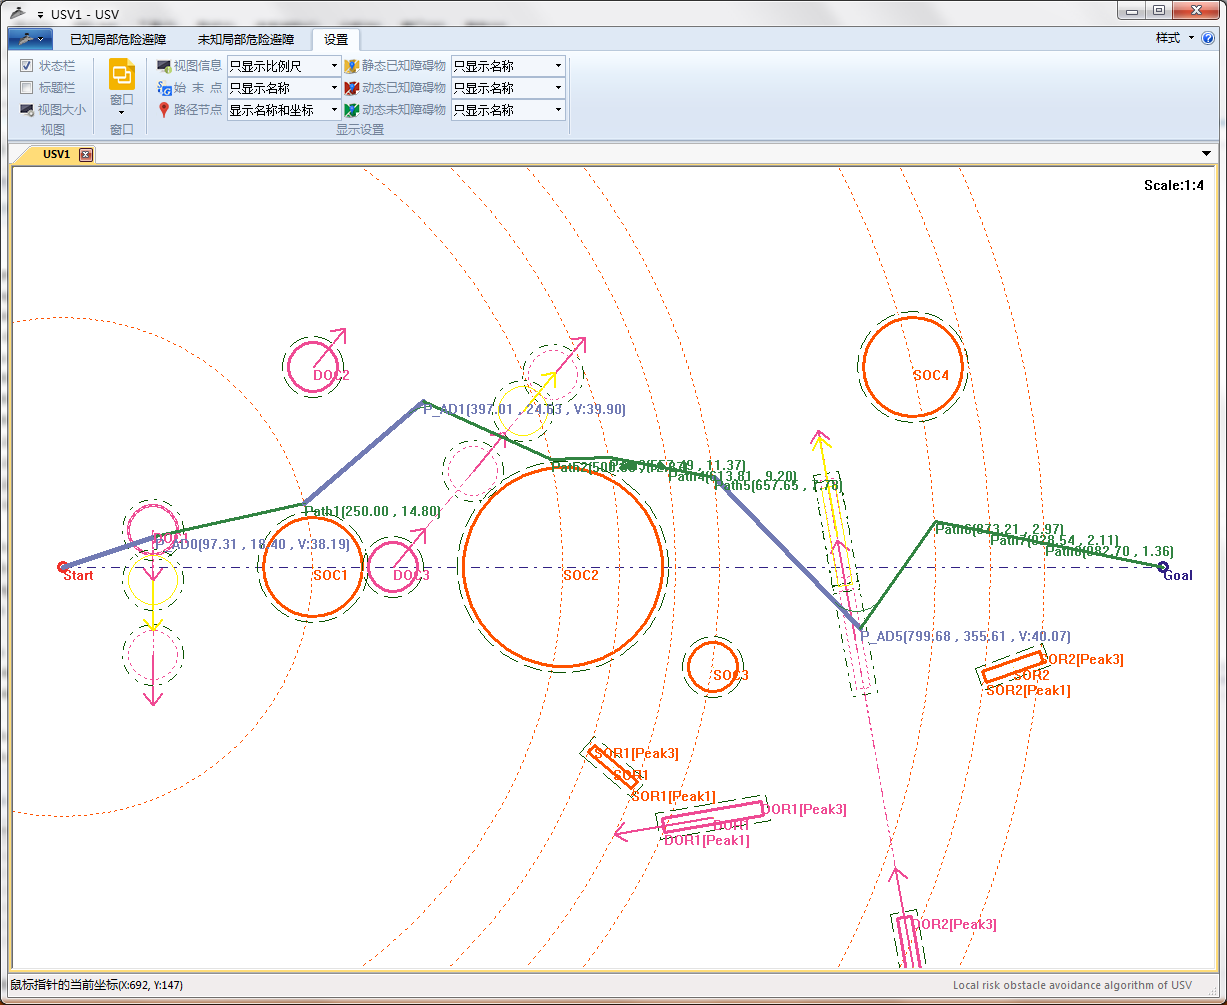 USV1 - USV
已知局部危险避障 未知局部危险避障 设置 样式
状态栏 视图信息 只显示比例尺 静态已知障碍物 只显示名称
标题栏 窗口 始 末 点 只显示名称 动态已知障碍物 只显示名称
视图大小 路径节点 显示名称和坐标 动态未知障碍物 只显示名称
视图 窗口 显示设置
USV1
Scale:1:4
DOC2
SOC4
P_AD1(397.01 , 24.63 , V:39.90)
11.37)
Path4(613.81 , 9.20)
Path5(657.65 , 1.78)
Path1(250.00 , 14.80)
Path6(873.21 , 2.97)
Path7(928.54 , 2.11)
P_AD0(97.31 , 18.40 , V:38.19)
Path8(982.70 , 1.36)
Start
SOC1
DOC3
SOC2
Goal
P_AD5(799.68 , 355.61 , V:40.07)
SOR2[Peak3]
SOC3
SOR2
SOR2[Peak1]
SOR1[Peak3]
SOR1
SOR1[Peak1]
DOR1[Peak3]
DOR1
DOR1[Peak1]
DOR2[Peak3]
鼠标指针的当前坐标(X:692, Y:147) Local risk obstacle avoidance algorithm of USV